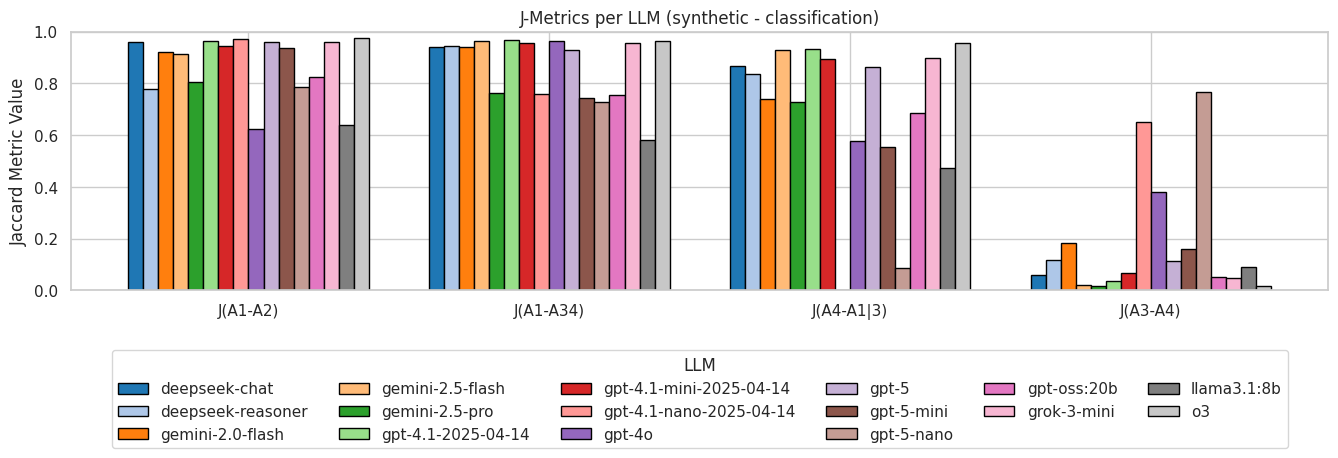 J-Metrics per LLM (synthetic - classification)
Jaccard Metric Value
1.0
0.8
0.6
0.4
0.2
0.0
J(A1-A2)
J(A1-A34)
J(A4-A1|3)
J(A3-A4)
LLM
deepseek-chat
deepseek-reasoner
gemini-2.0-flash
gemini-2.5-flash
gemini-2.5-pro
gpt-4.1-2025-04-14
gpt-4.1-mini-2025-04-14
gpt-4.1-nano-2025-04-14
gpt-4o
gpt-5
gpt-5-mini
gpt-5-nano
gpt-oss:20b
grok-3-mini
llama3.1:8b
o3